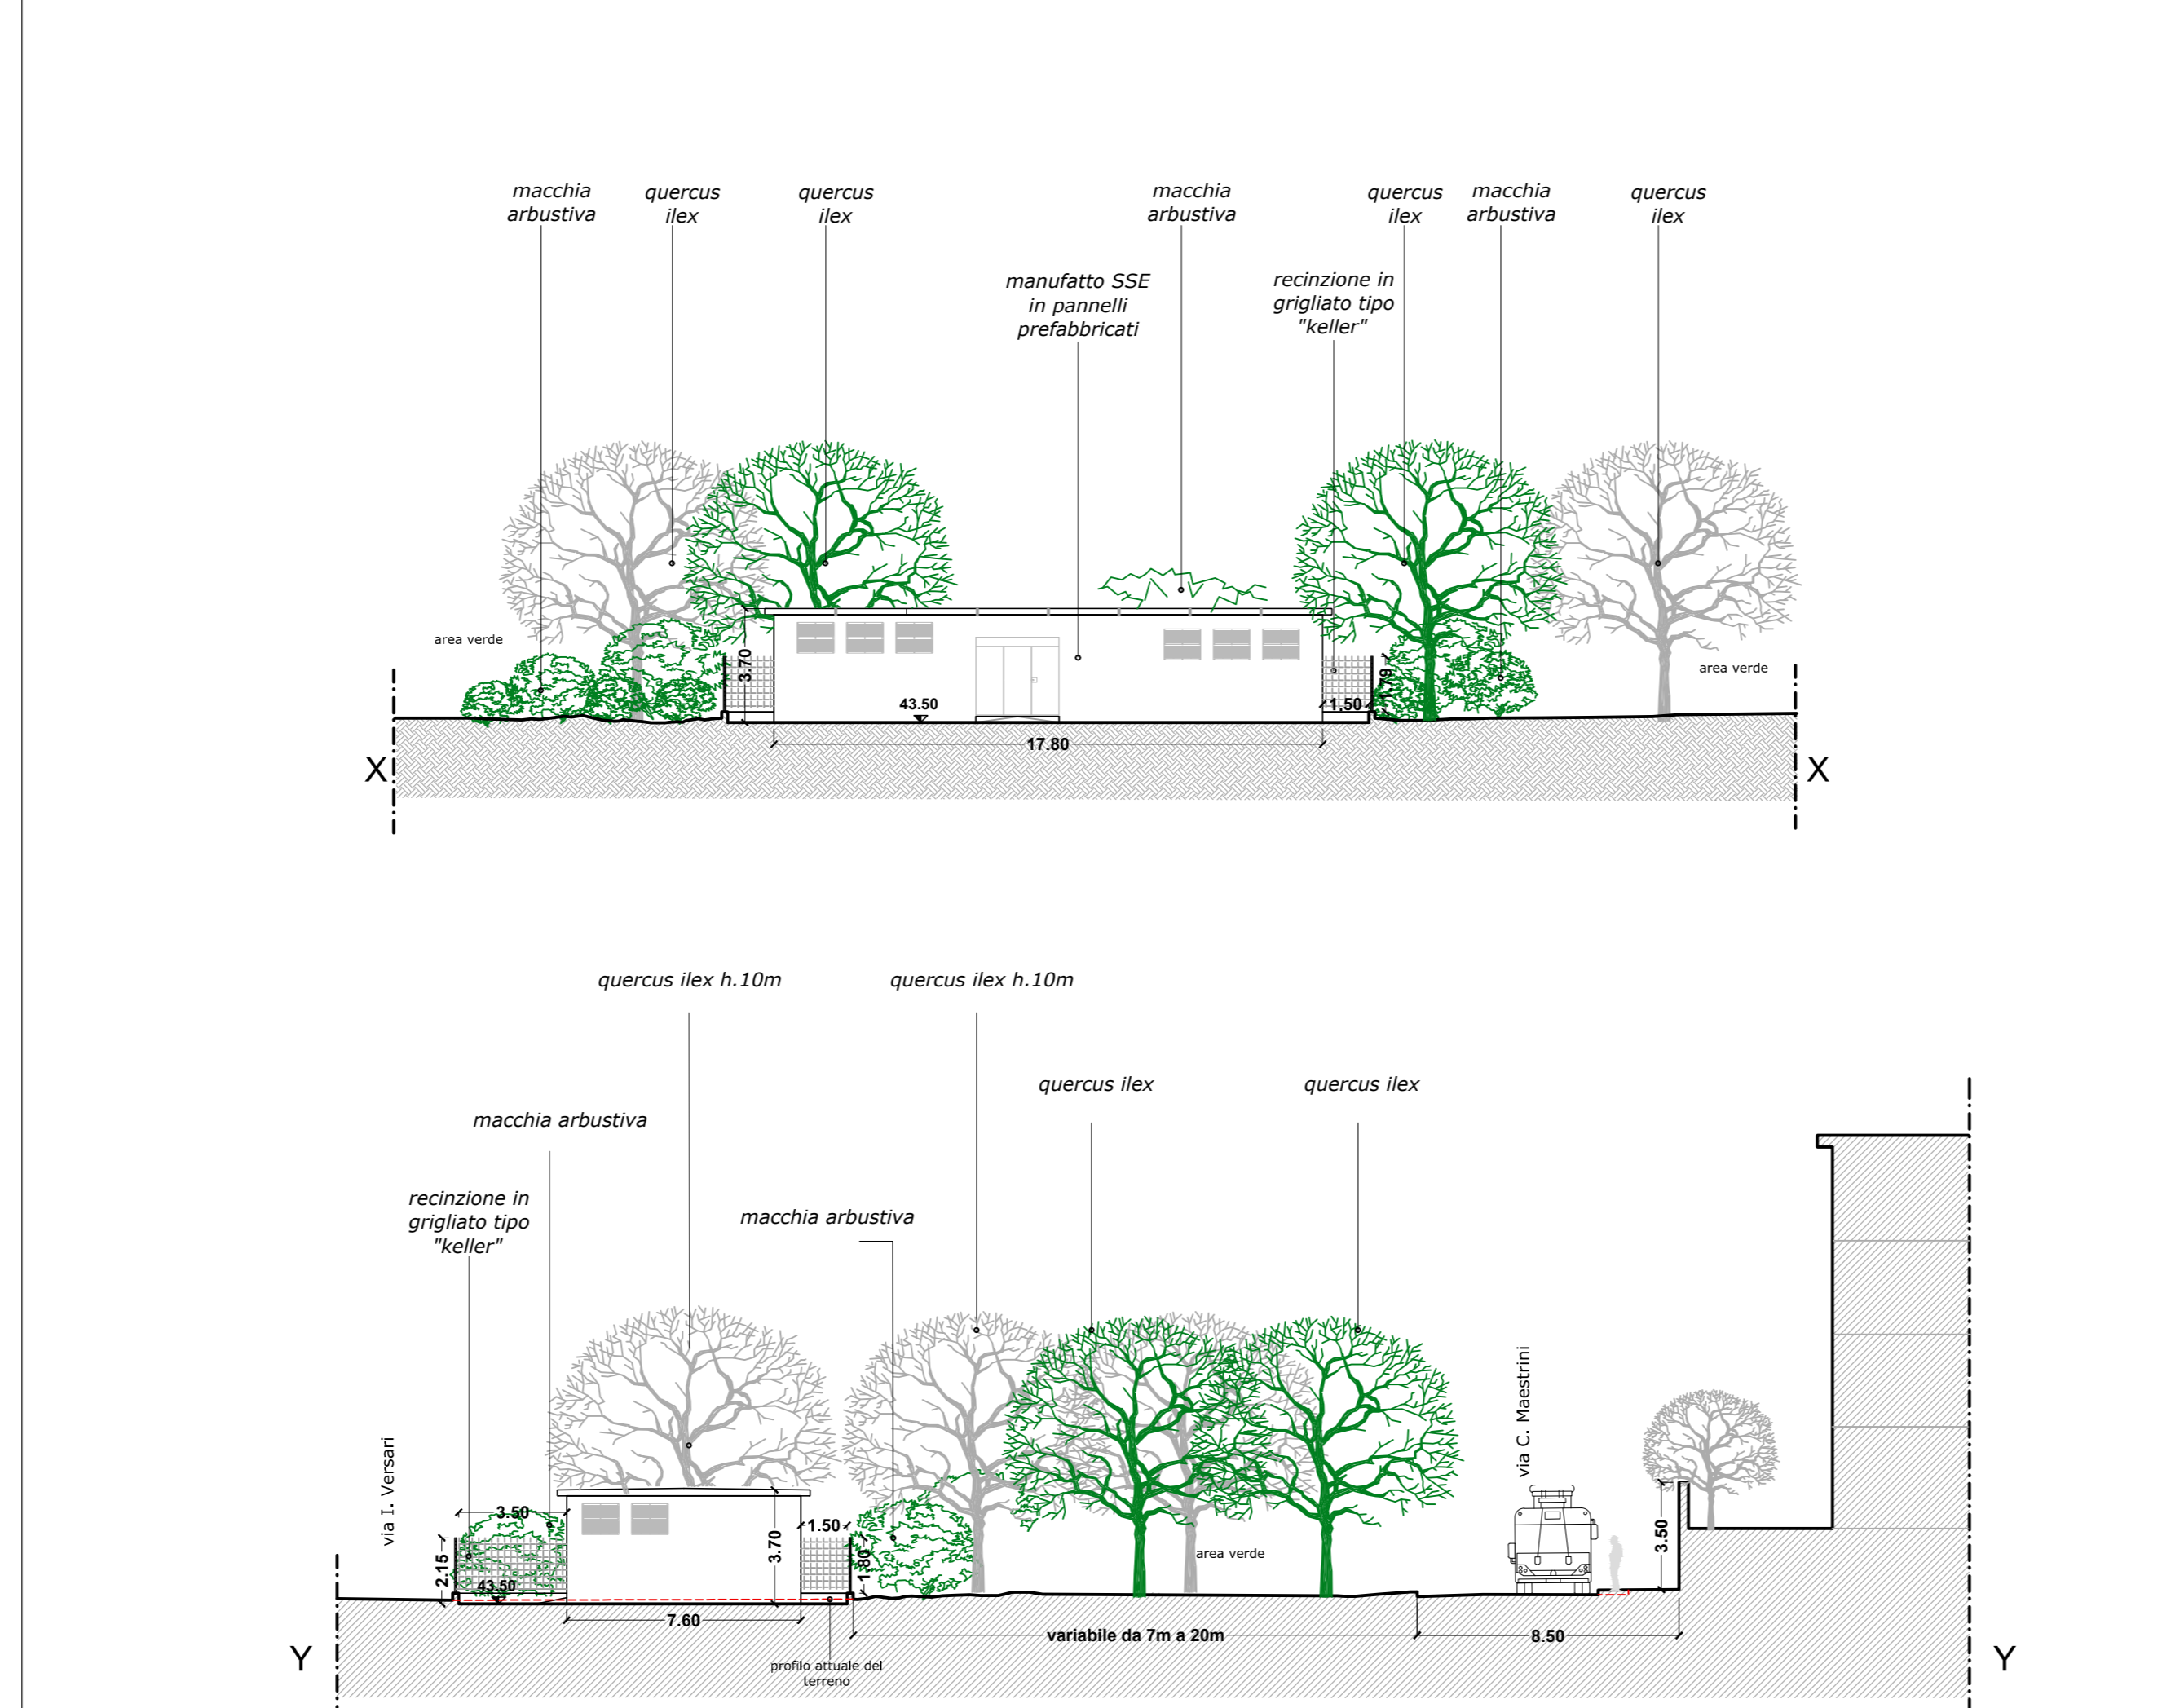 macchia
arbustiva
quercus
ilex
quercus
ilex
macchia
arbustiva
quercus
ilex
macchia
arbustiva
quercus
ilex
manufatto SSE
in pannelli
prefabbricati
recinzione in
grigliato tipo
"keller"
area verde
area verde
3.70
1.79
43.50
1.50
17.80
X
X
quercus ilex h.10m
quercus ilex h.10m
quercus ilex
quercus ilex
macchia arbustiva
recinzione in
grigliato tipo
"keller"
macchia arbustiva
via I. Versari
via C. Maestrini
3.50
1.50
3.70
3.50
2.15
1.80
area verde
43.50
7.60
variabile da 7m a 20m
8.50
Y
Y
profilo attuale del
terreno